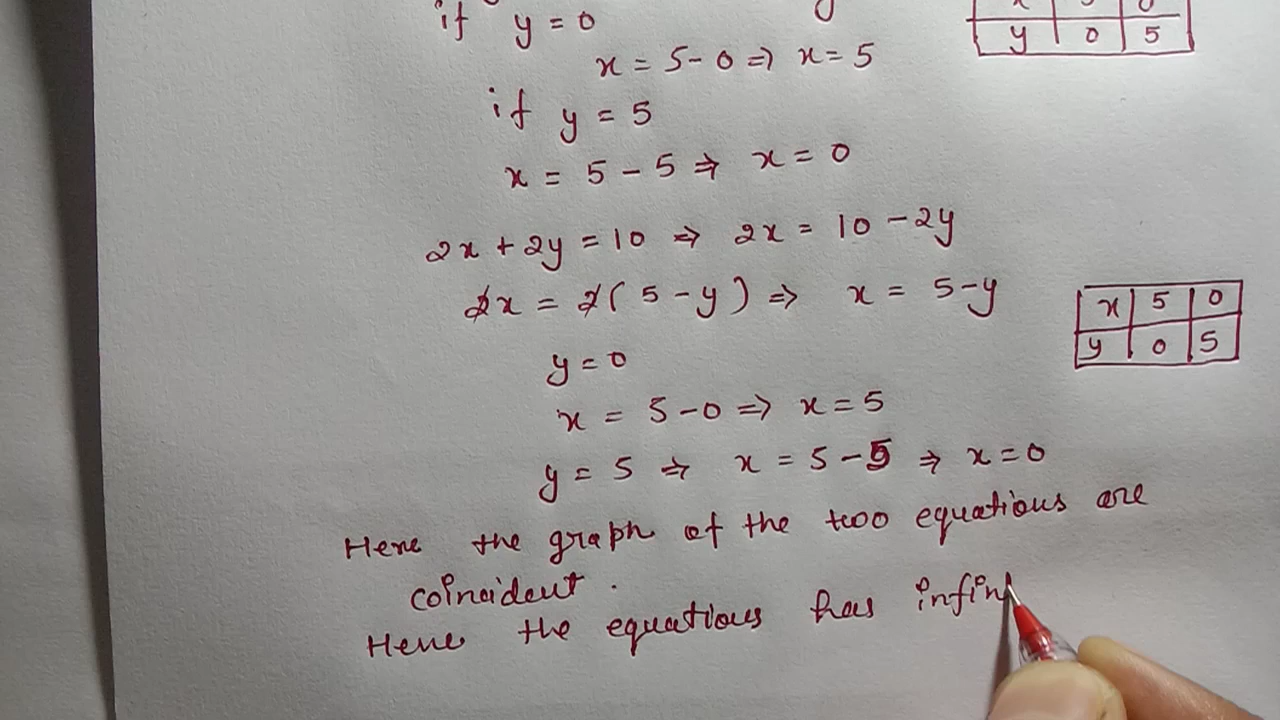 if y = 0
y 0 5
x = 5 - 0 ⇒ x = 5
if y = 5
x = 5 - 5 ⇒ x = 0
2x + 2y = 10 ⇒ 2x = 10 - 2y
2x = 2(5 - y) ⇒ x = 5 - y
x 5 0
y 0 5
y = 0
x = 5 - 0 ⇒ x = 5
y = 5 ⇒ x = 5 - 5 ⇒ x = 0
Here the graph of the two equations are
coincident.
Hence the equations has infin